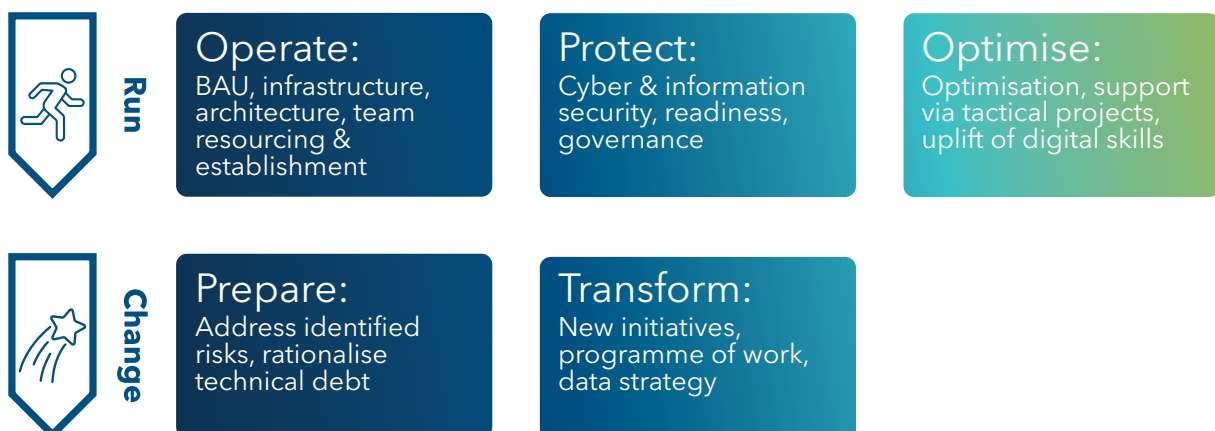 Run
Operate:
BAU, infrastructure,
architecture, team
resourcing &
establishment
Protect:
Cyber & information
security, readiness,
governance
Optimise:
Optimisation, support
via tactical projects,
uplift of digital skills
Change
Prepare:
Address identified
risks, rationalise
technical debt
Transform:
New initiatives,
programme of work,
data strategy